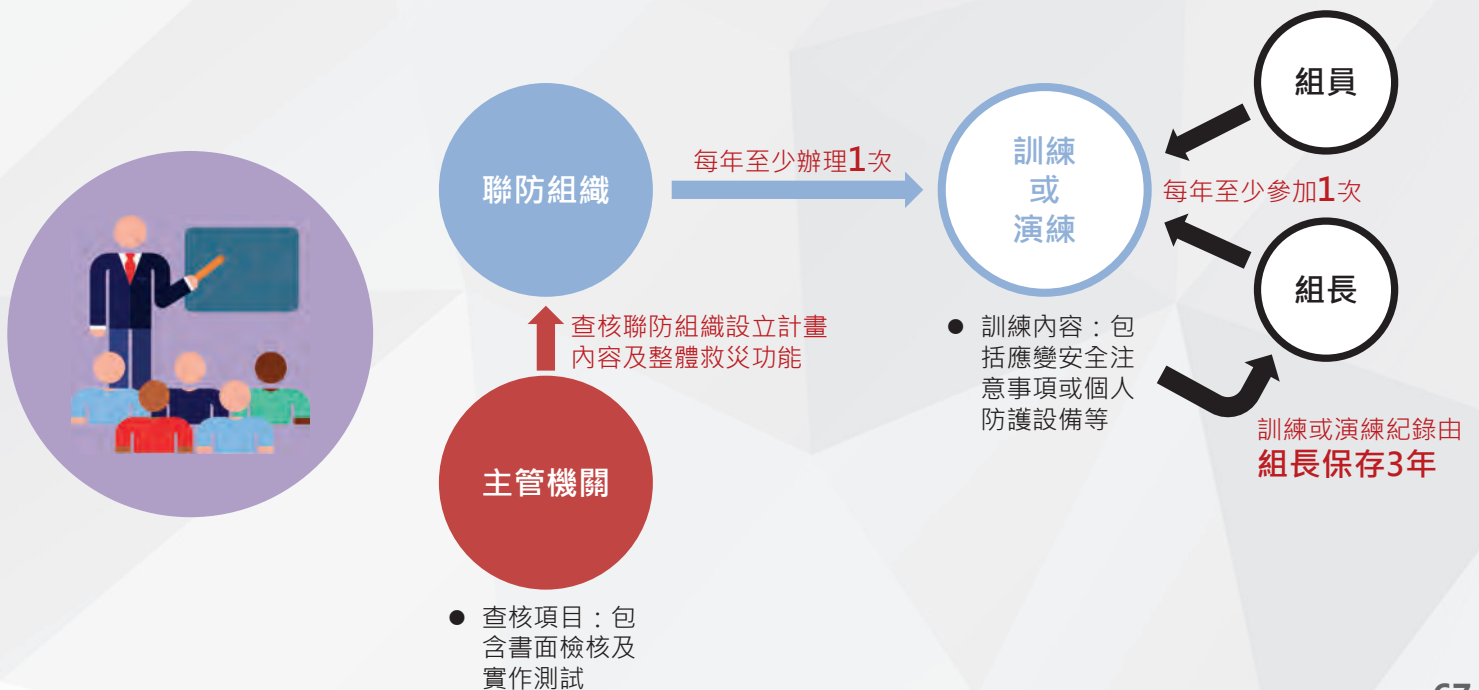 聯防組織
每年至少辦理1次
訓練
或
演練
組員
每年至少參加1次
組長
查核聯防組織設立計畫
內容及整體救災功能
主管機關
● 查核項目：包
含書面檢核及
實作測試
● 訓練內容：包
括應變安全注
意事項或個人
防護設備等
訓練或演練紀錄由
組長保存3年
67